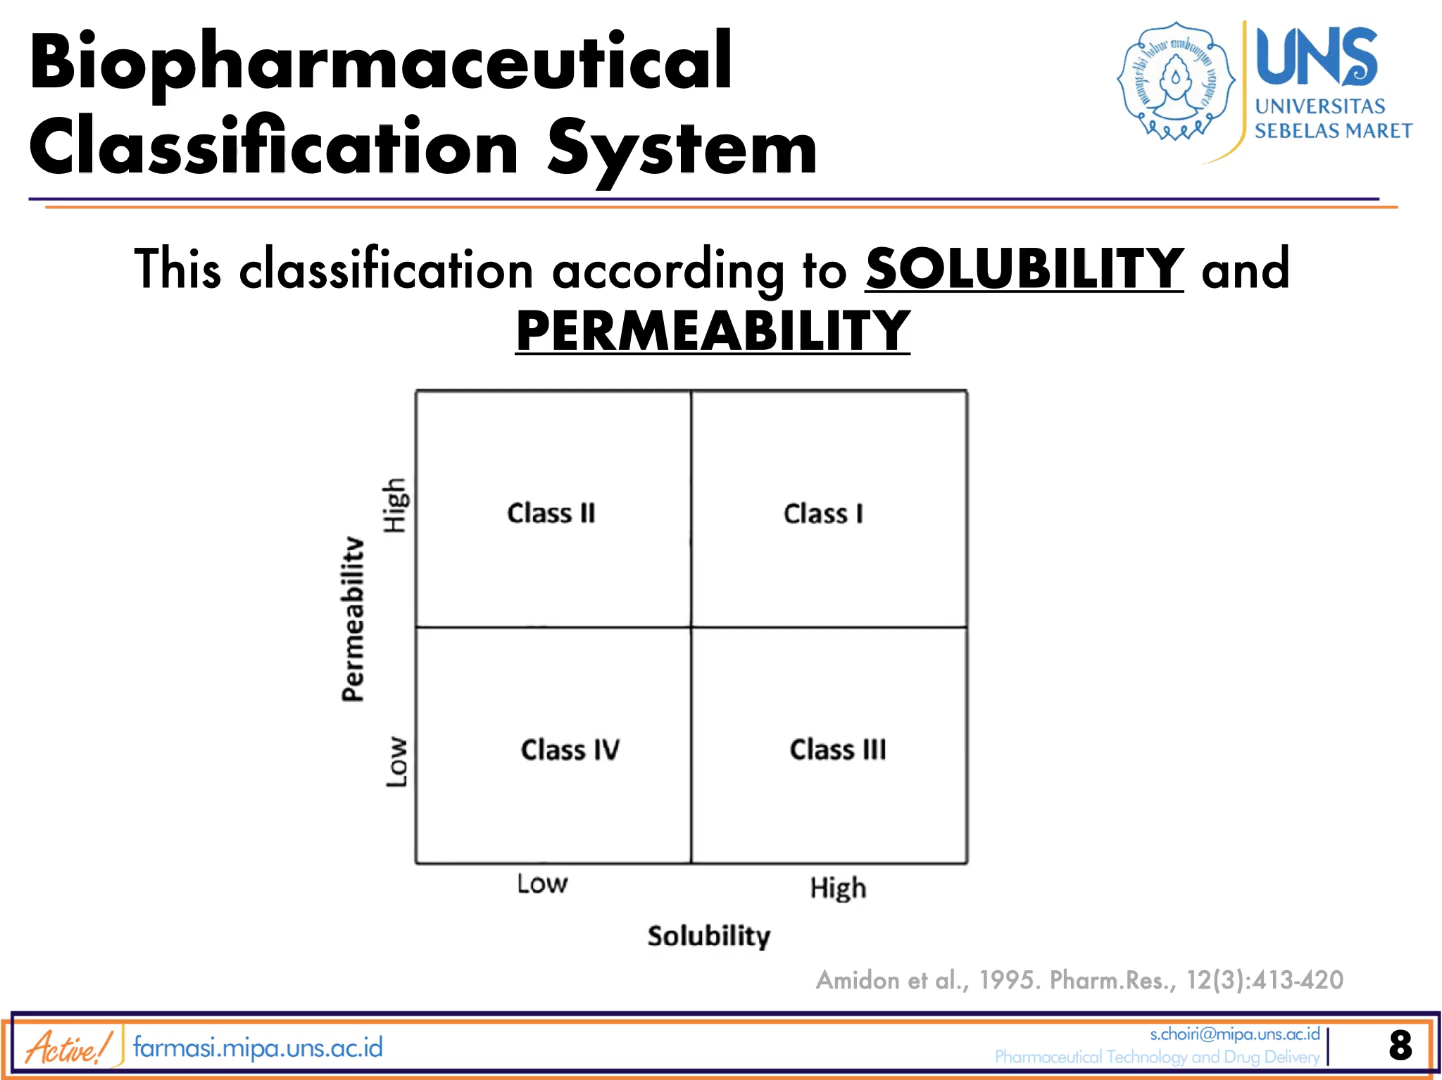 Biopharmaceutical
Classification System
UNS
UNIVERSITAS
SEBELAS MARET
This classification according to SOLUBILITY and
PERMEABILITY
High
Class II
Class I
Permeability
Low
Class IV
Class III
Low
High
Solubility
Amidon et al., 1995. Pharm.Res., 12(3):413-420
Active!
farmasi.mipa.uns.ac.id
s.choiri@mipa.uns.ac.id
Pharmaceutical Technology and Drug Delivery
8